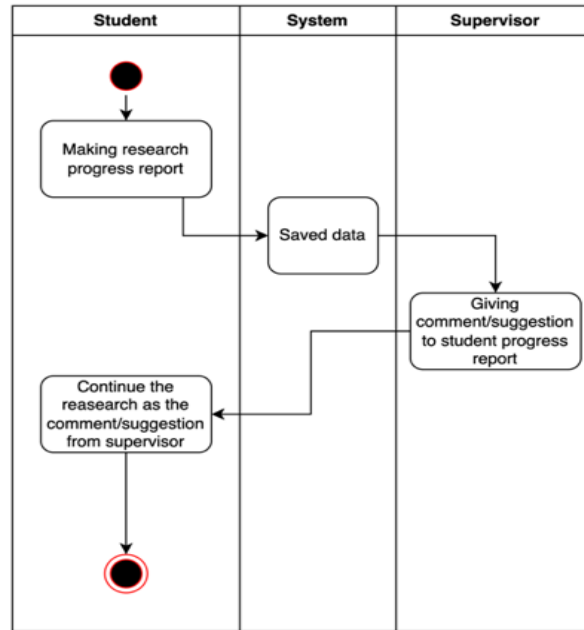 Student
System
Supervisor
Making research
progress report
Saved data
Giving
comment/suggestion
to student progress
report
Continue the
reasearch as the
comment/suggestion
from supervisor